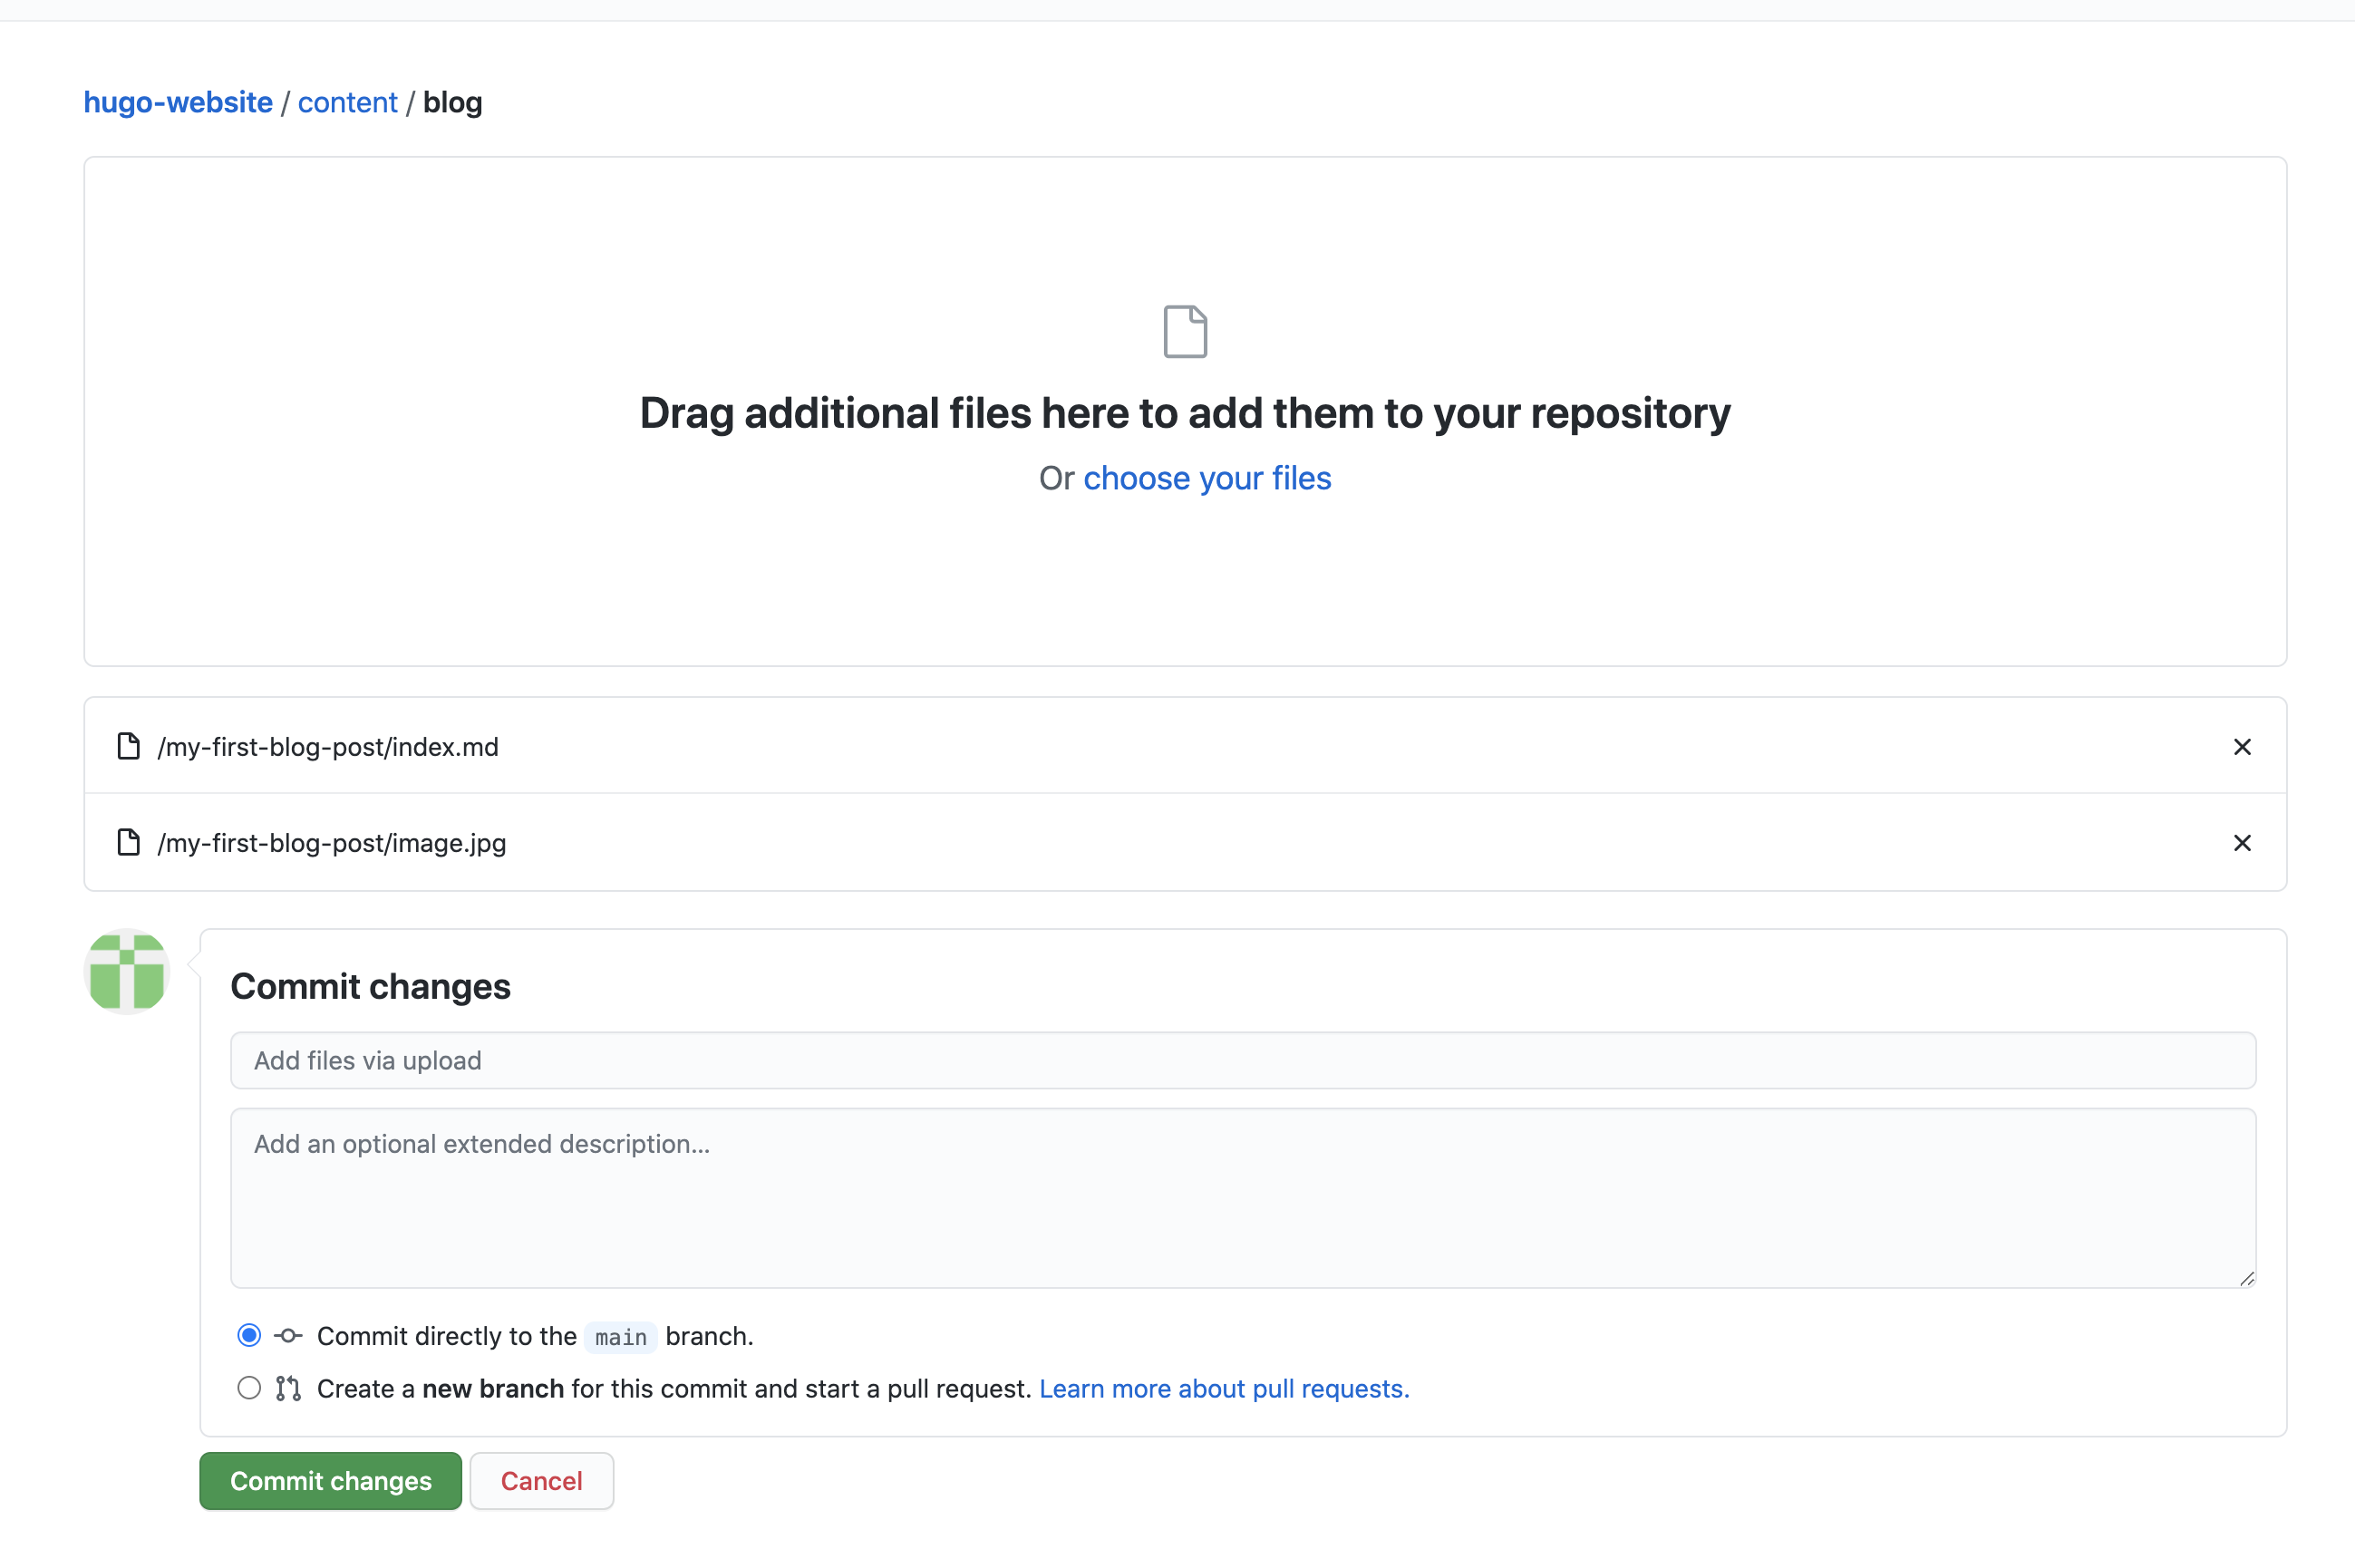 hugo-website / content / blog
Drag additional files here to add them to your repository
Or choose your files
/my-first-blog-post/index.md
/my-first-blog-post/image.jpg
Commit changes
Add files via upload
Add an optional extended description...
Commit directly to the main branch.
Create a new branch for this commit and start a pull request. Learn more about pull requests.
Commit changes Cancel